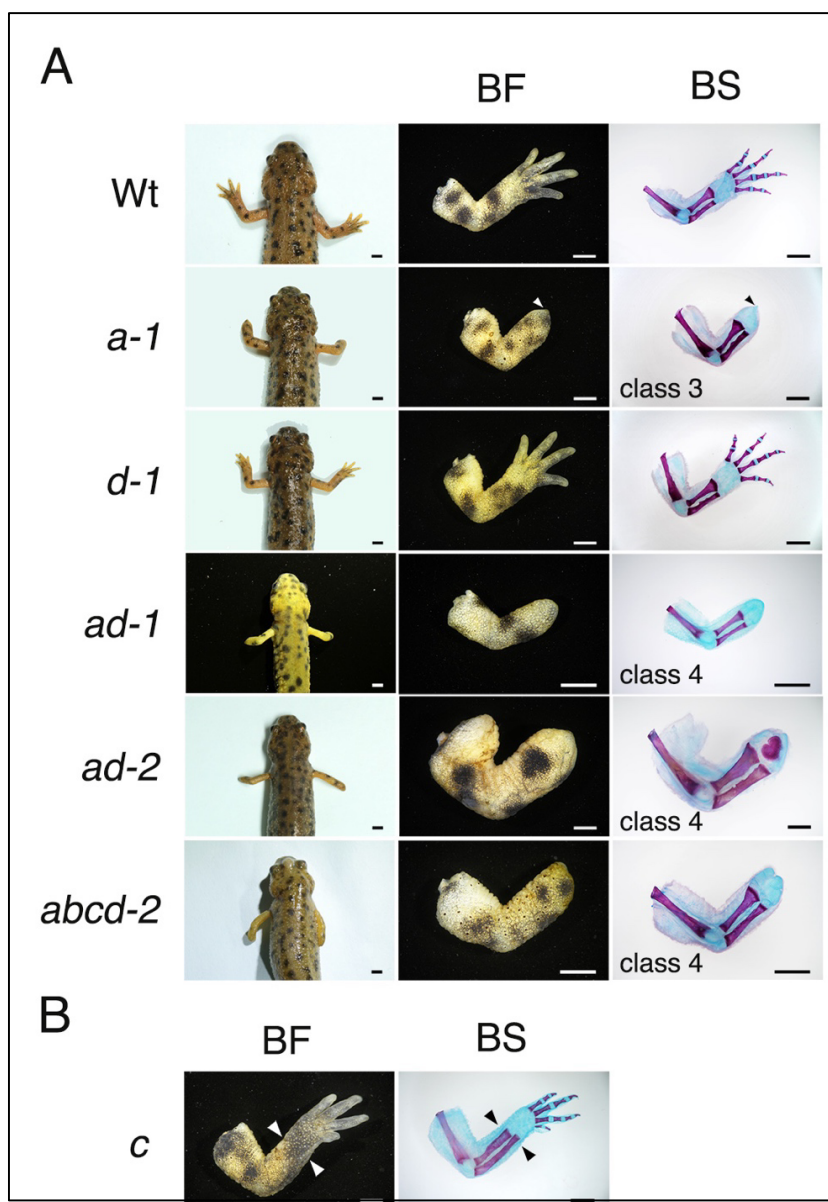 A
BF BS
Wt
a-1
class 3
d-1
ad-1
class 4
ad-2
class 4
abcd-2
class 4
B
BF BS
c